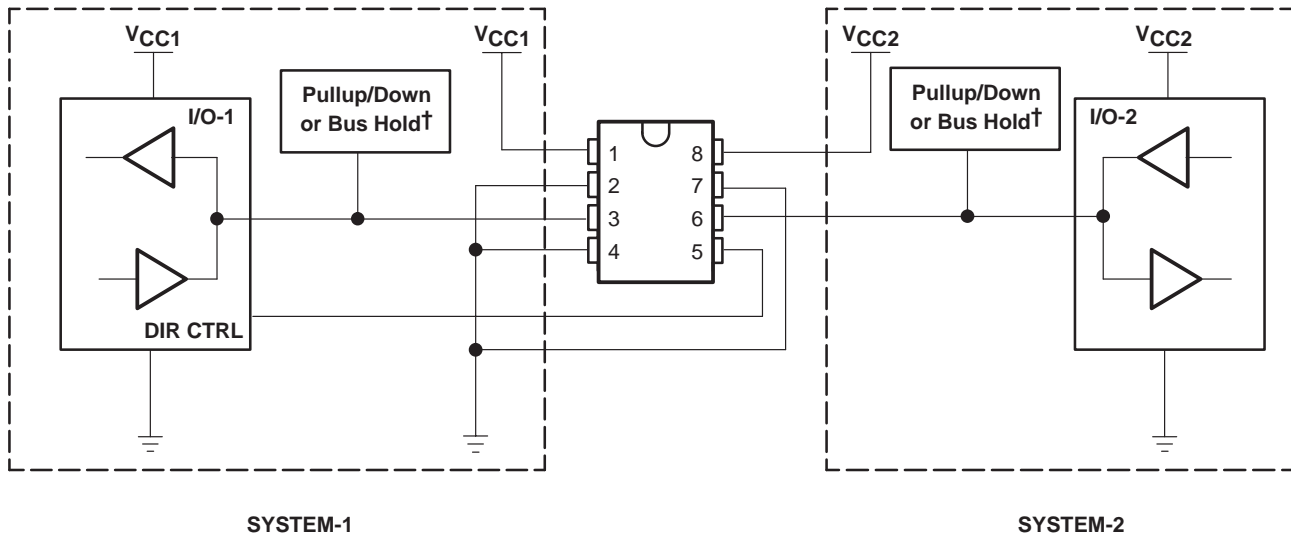 VCC1
VCC1
VCC2
VCC2
I/O-1
Pullup/Down
or Bus Hold†
Pullup/Down
or Bus Hold†
I/O-2
1
8
2
7
3
6
4
5
DIR CTRL
SYSTEM-1
SYSTEM-2